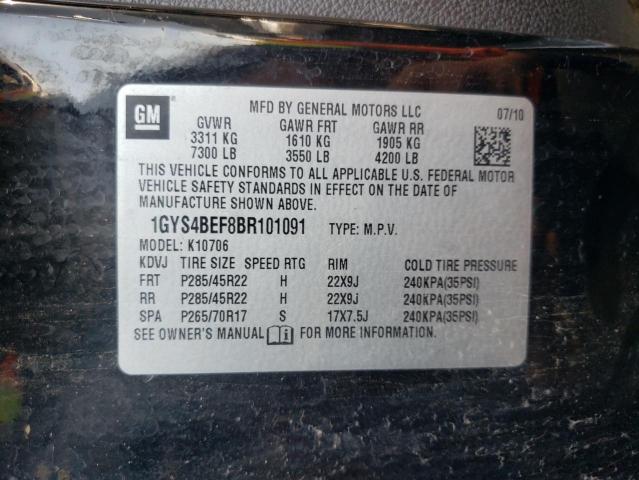 GM
MFD BY GENERAL MOTORS LLC 07/10
GVWR GAWR FRT GAWR RR
3311 KG 1610 KG 1905 KG
7300 LB 3550 LB 4200 LB
THIS VEHICLE CONFORMS TO ALL APPLICABLE U.S. FEDERAL MOTOR
VEHICLE SAFETY STANDARDS IN EFFECT ON THE DATE OF
MANUFACTURE SHOWN ABOVE.
1GYS4BEF8BR101091 TYPE: M.P.V.
MODEL: K10706
KDVJ TIRE SIZE SPEED RTG RIM COLD TIRE PRESSURE
FRT P285/45R22 H 22X9J 240KPA(35PSI)
RR P285/45R22 H 22X9J 240KPA(35PSI)
SPA P265/70R17 S 17X7.5J 240KPA(35PSI)
SEE OWNER'S MANUAL FOR MORE INFORMATION.